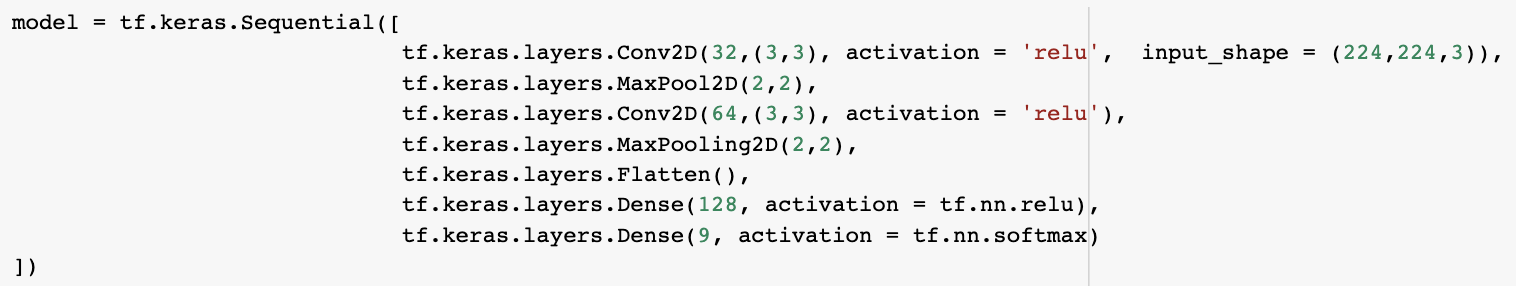 model = tf.keras.Sequential([
tf.keras.layers.Conv2D(32,(3,3), activation = 'relu',  input_shape = (224,224,3)),
tf.keras.layers.MaxPool2D(2,2),
tf.keras.layers.Conv2D(64,(3,3), activation = 'relu'),
tf.keras.layers.MaxPooling2D(2,2),
tf.keras.layers.Flatten(),
tf.keras.layers.Dense(128, activation = tf.nn.relu),
tf.keras.layers.Dense(9, activation = tf.nn.softmax)
])